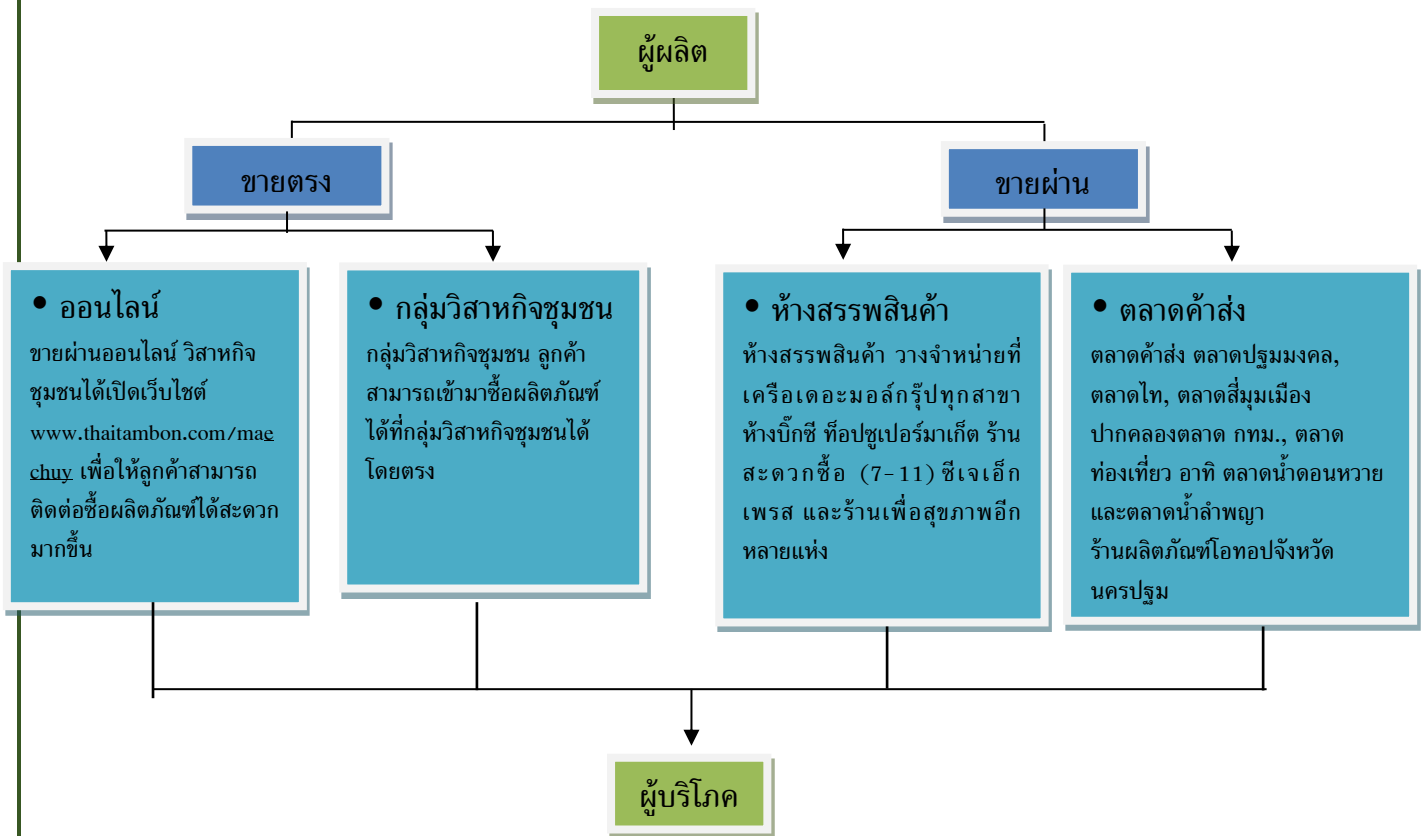 ผู้ผลิต
ขายตรง
ขายผ่าน
• ออนไลน์
ขายผ่านออนไลน์ วิสาหกิจ
ชุมชนได้เปิดเว็บไซต์
www.thaitambon.com/mae
chuy เพื่อให้ลูกค้าสามารถ
ติดต่อซื้อผลิตภัณฑ์ได้สะดวก
มากขึ้น
• กลุ่มวิสาหกิจชุมชน
กลุ่มวิสาหกิจชุมชน ลูกค้า
สามารถเข้ามาซื้อผลิตภัณฑ์
ได้ที่กลุ่มวิสาหกิจชุมชนได้
โดยตรง
• ห้างสรรพสินค้า
ห้างสรรพสินค้า วางจำหน่ายที่
เครือเดอะมอล์กรุ๊ปทุกสาขา
ห้างบิ๊กซี ท็อปซูเปอร์มาเก็ต ร้าน
สะดวกซื้อ (7-11) ซีเจเอ็ก
เพรส และร้านเพื่อสุขภาพอีก
หลายแห่ง
• ตลาดค้าส่ง
ตลาดค้าส่ง ตลาดปฐมมงคล,
ตลาดไท, ตลาดสี่มุมเมือง
ปากคลองตลาด กทม., ตลาด
ท่องเที่ยว อาทิ ตลาดน้ำดอนหวาย
และตลาดน้ำลำพญา
ร้านผลิตภัณฑ์โอทอปจังหวัด
นครปฐม
ผู้บริโภค